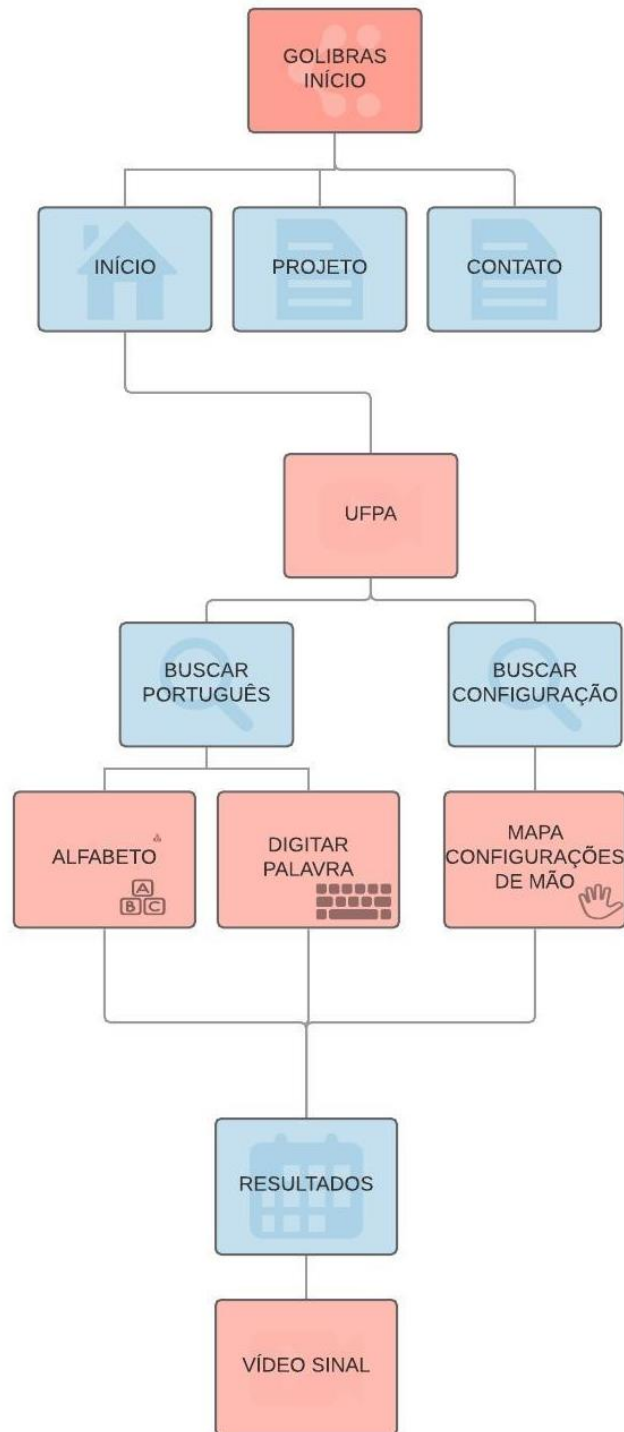 GOLIBRAS
INÍCIO
INÍCIO
PROJETO
CONTATO
UFPA
BUSCAR
PORTUGUÊS
BUSCAR
CONFIGURAÇÃO
ALFABETO
A
B C
DIGITAR
PALAVRA
MAPA
CONFIGURAÇÕES
DE MÃO
RESULTADOS
VÍDEO SINAL